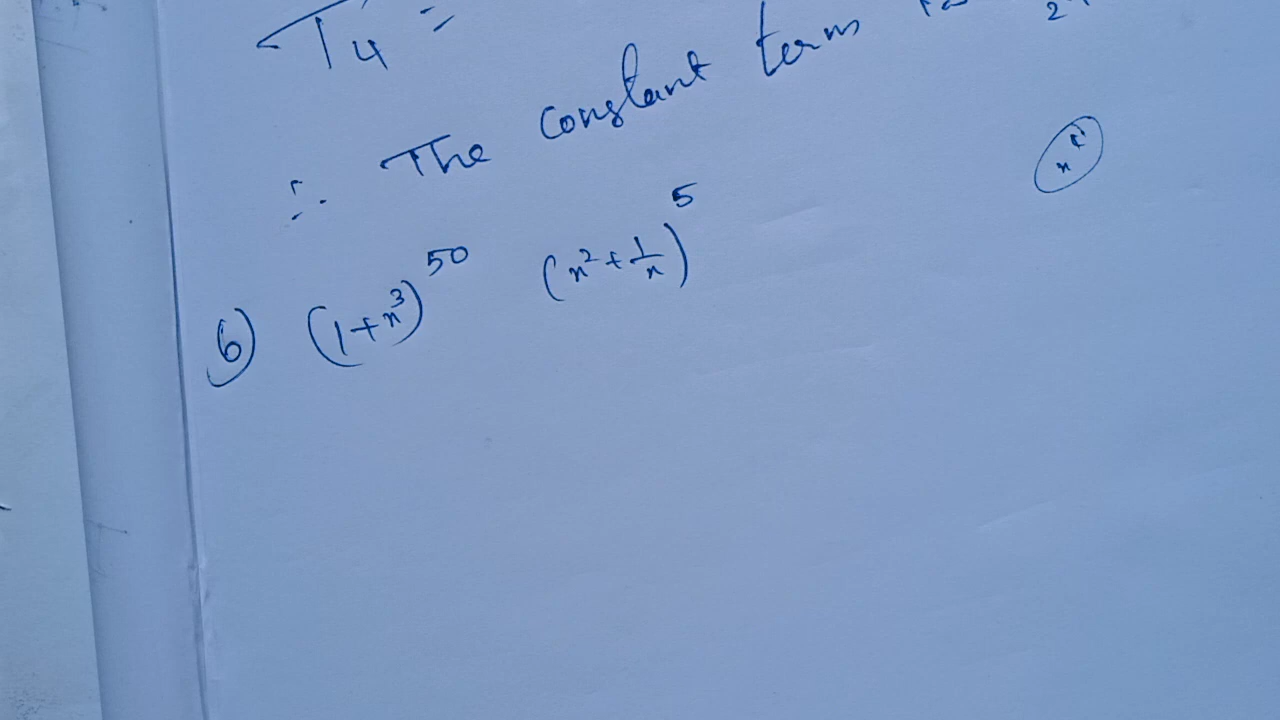 T₄ =
∴ The constant term
x
6) (1+x³)⁵⁰ (x²+1/x)⁵